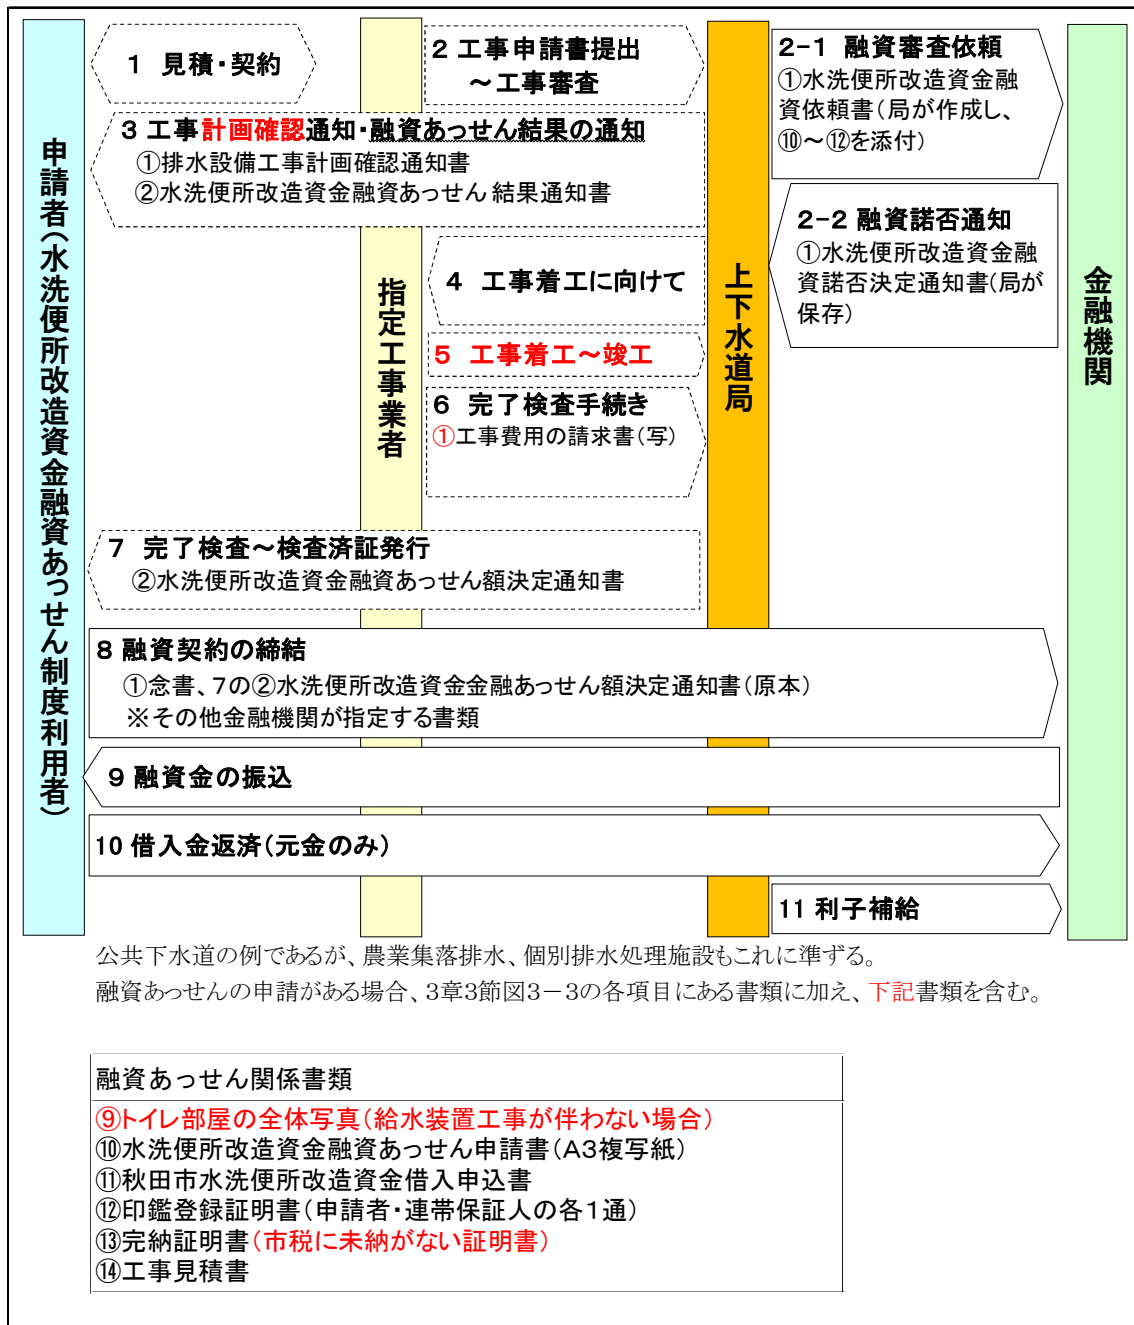 申請者(水洗便所改造資金融資あっせん制度利用者)
指定工事業者
上下水道局
金融機関
1 見積・契約
2 工事申請書提出
～工事審査
2-1 融資審査依頼
①水洗便所改造資金融
資依頼書(局が作成し、
⑩～⑫を添付)
3 工事計画確認通知・融資あっせん結果の通知
①排水設備工事計画確認通知書
②水洗便所改造資金融資あっせん結果通知書
2-2 融資諾否通知
①水洗便所改造資金融
資諾否決定通知書(局が
保存)
4 工事着工に向けて
5 工事着工～竣工
6 完了検査手続き
①工事費用の請求書(写)
7 完了検査～検査済証発行
②水洗便所改造資金融資あっせん額決定通知書
8 融資契約の締結
①念書、7の②水洗便所改造資金金融あっせん額決定通知書(原本)
※その他金融機関が指定する書類
9 融資金の振込
10 借入金返済(元金のみ)
11 利子補給
公共下水道の例であるが、農業集落排水、個別排水処理施設もこれに準ずる。
融資あっせんの申請がある場合、3章3節図3－3の各項目にある書類に加え、下記書類を含む。
融資あっせん関係書類
⑨トイレ部屋の全体写真(給水装置工事が伴わない場合)
⑩水洗便所改造資金融資あっせん申請書(A3複写紙)
⑪秋田市水洗便所改造資金借入申込書
⑫印鑑登録証明書(申請者・連帯保証人の各1通)
⑬完納証明書(市税に未納がない証明書)
⑭工事見積書